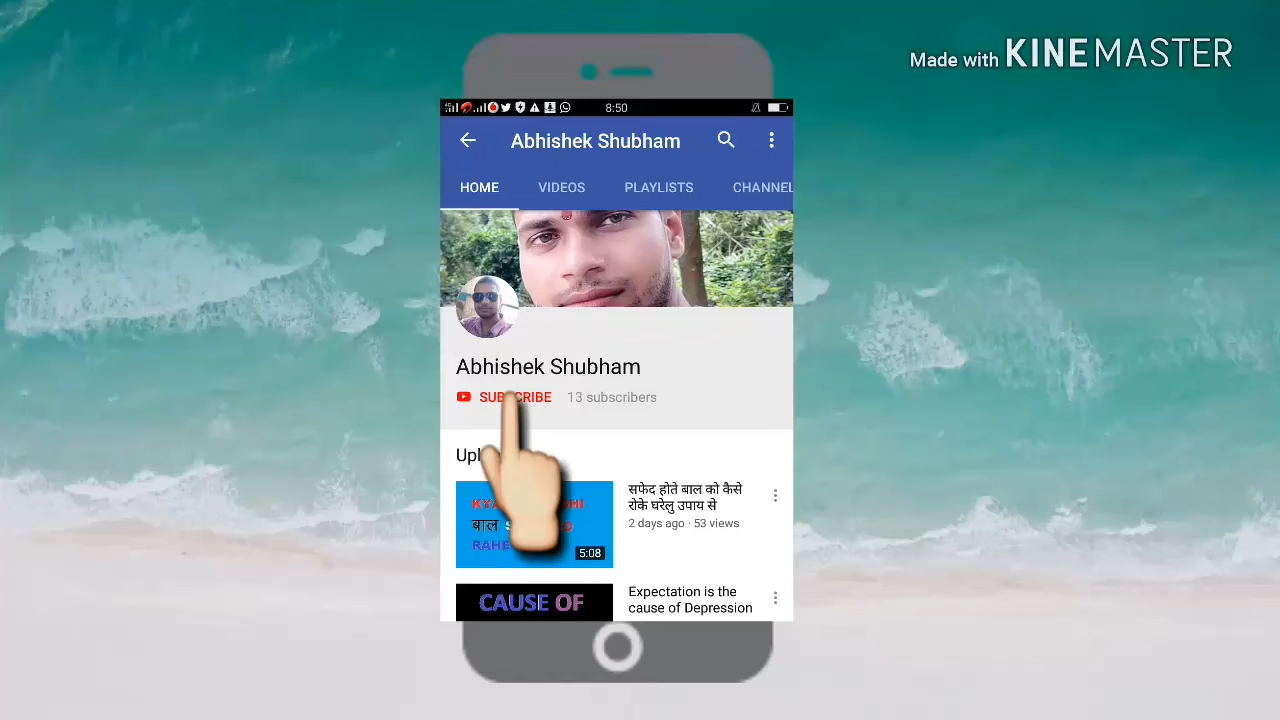 Made with KINEMASTER
8:50
Abhishek Shubham
HOME VIDEOS PLAYLISTS CHANNEL
Abhishek Shubham
SUBSCRIBE 13 subscribers
सफेद होते बाल को कैसे
रोके घरेलु उपाय से
2 days ago · 53 views
बाल
RAHE
5:08
CAUSE OF
Expectation is the
cause of Depression